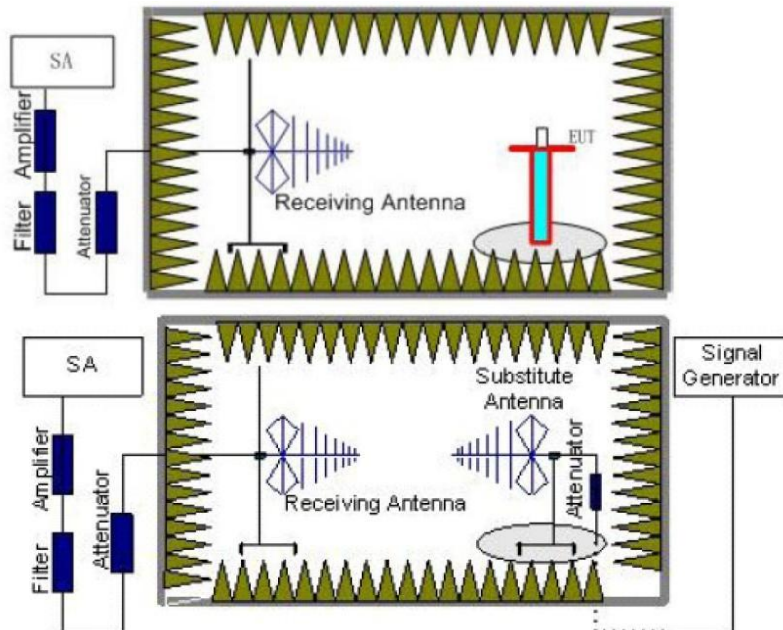 SA
Amplifier
Filter
Attenuator
Receiving Antenna
EUT
SA
Amplifier
Filter
Attenuator
Receiving Antenna
Substitute
Antenna
Attenuator
Signal
Generator